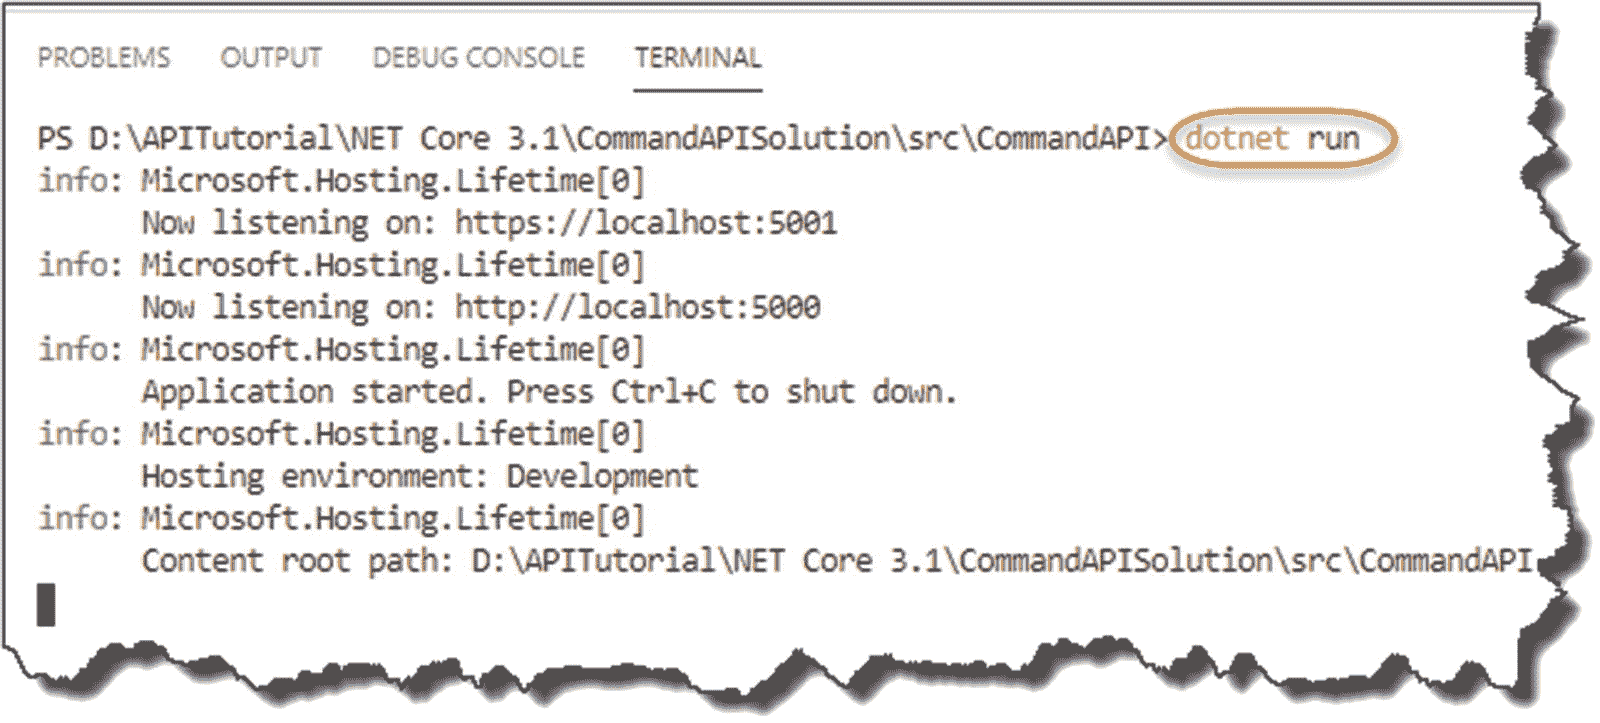 PROBLEMS OUTPUT DEBUG CONSOLE TERMINAL
PS D:\APITutorial\NET Core 3.1\CommandAPISolution\src\CommandAPI> dotnet run
info: Microsoft.Hosting.Lifetime[0]
Now listening on: https://localhost:5001
info: Microsoft.Hosting.Lifetime[0]
Now listening on: http://localhost:5000
info: Microsoft.Hosting.Lifetime[0]
Application started. Press Ctrl+C to shut down.
info: Microsoft.Hosting.Lifetime[0]
Hosting environment: Development
info: Microsoft.Hosting.Lifetime[0]
Content root path: D:\APITutorial\NET Core 3.1\CommandAPISolution\src\CommandAPI